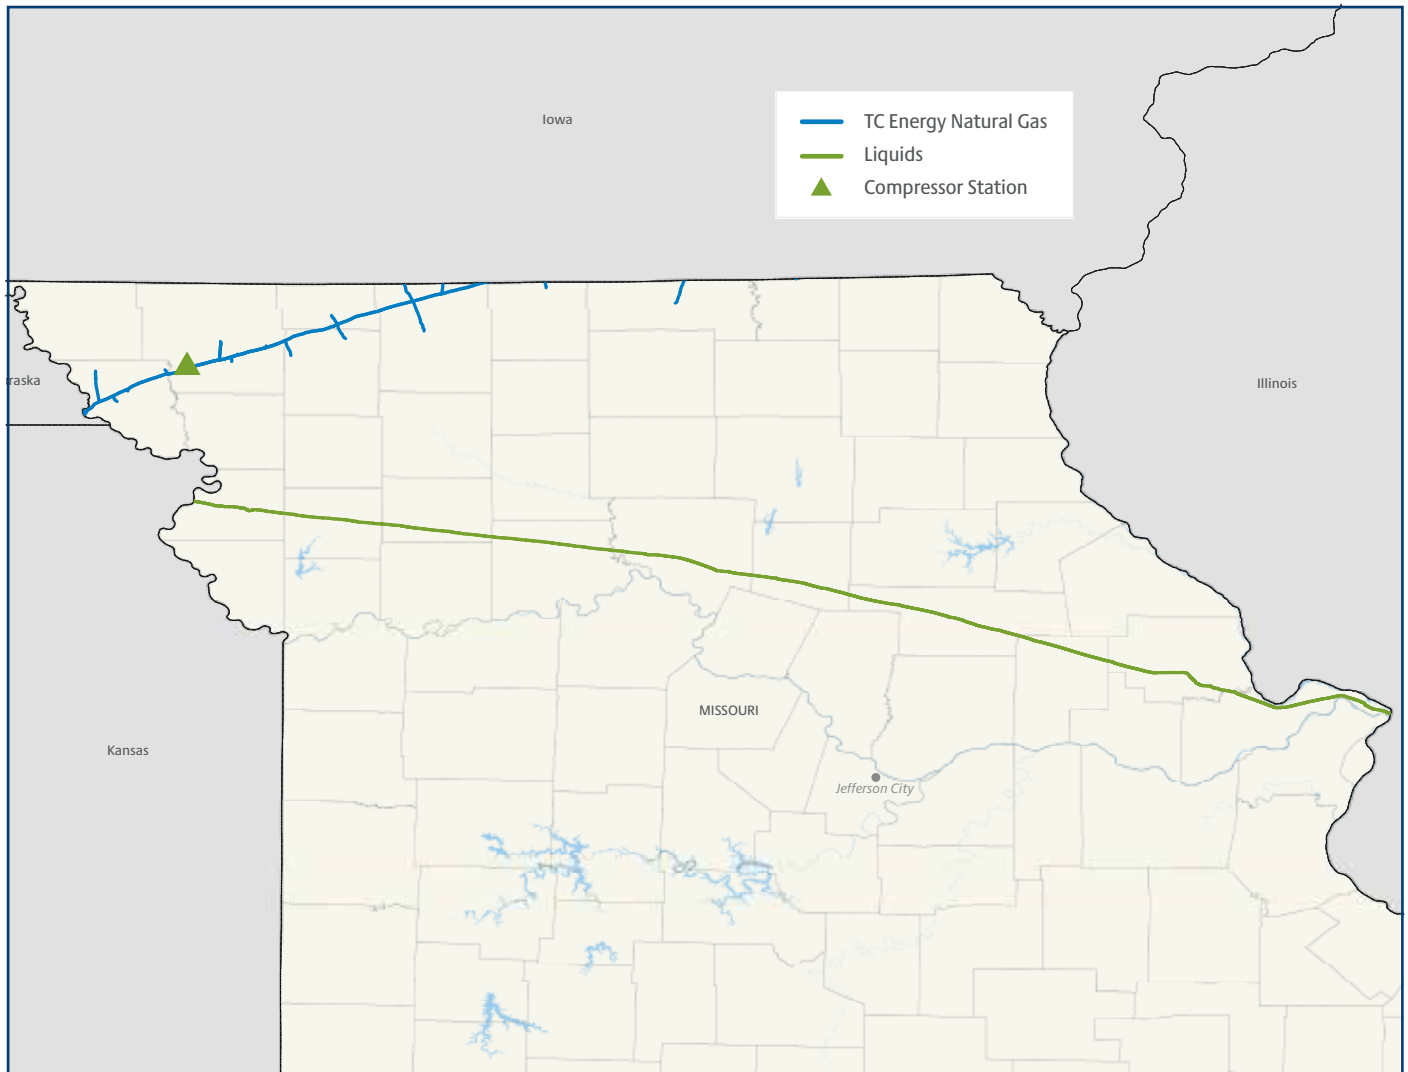 Iowa
TC Energy Natural Gas
Liquids
Compressor Station
raska
Illinois
MISSOURI
Kansas
Jefferson City